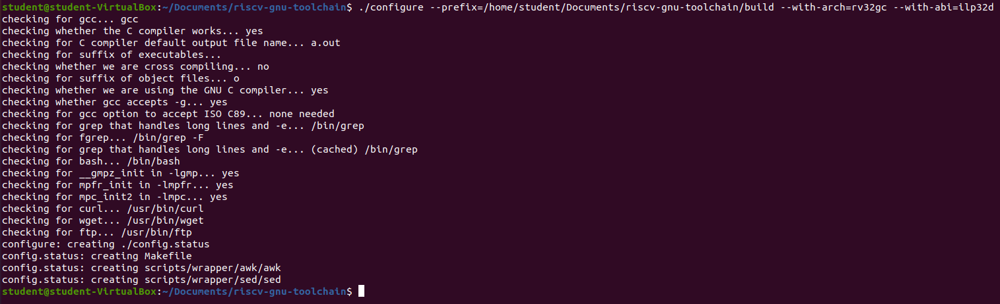 student@student-VirtualBox:~/Documents/riscv-gnu-toolchain$ ./configure --prefix=/home/student/Documents/riscv-gnu-toolchain/build --with-arch=rv32gc --with-abi=ilp32d
checking for gcc... gcc
checking whether the C compiler works... yes
checking for C compiler default output file name... a.out
checking for suffix of executables...
checking whether we are cross compiling... no
checking for suffix of object files... o
checking whether we are using the GNU C compiler... yes
checking whether gcc accepts -g... yes
checking for gcc option to accept ISO C89... none needed
checking for grep that handles long lines and -e... /bin/grep
checking for fgrep... /bin/grep -F
checking for grep that handles long lines and -e... (cached) /bin/grep
checking for bash... /bin/bash
checking for __gmpz_init in -lgmp... yes
checking for mpfr_init in -lmpfr... yes
checking for mpc_init2 in -lmpc... yes
checking for curl... /usr/bin/curl
checking for wget... /usr/bin/wget
checking for ftp... /usr/bin/ftp
configure: creating ./config.status
config.status: creating Makefile
config.status: creating scripts/wrapper/awk/awk
config.status: creating scripts/wrapper/sed/sed
student@student-VirtualBox:~/Documents/riscv-gnu-toolchain$